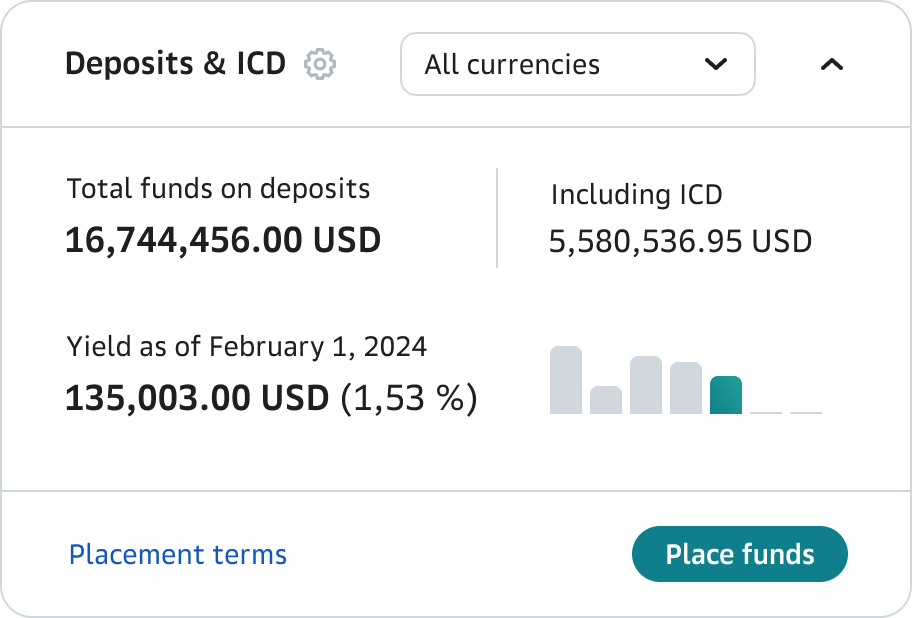 Deposits & ICD
All currencies
Total funds on deposits
16,744,456.00 USD
Including ICD
5,580,536.95 USD
Yield as of February 1, 2024
135,003.00 USD (1,53 %)
Placement terms
Place funds